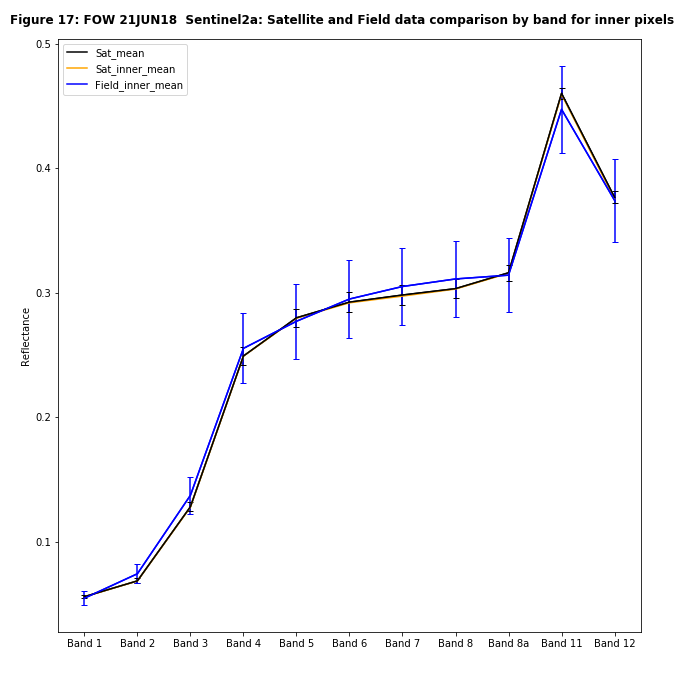 Figure 17: FOW 21JUN18  Sentinel2a: Satellite and Field data comparison by band for inner pixels
Sat_mean
Sat_inner_mean
Field_inner_mean
0.5
0.4
0.3
0.2
0.1
Reflectance
Band 1 Band 2 Band 3 Band 4 Band 5 Band 6 Band 7 Band 8 Band 8a Band 11 Band 12